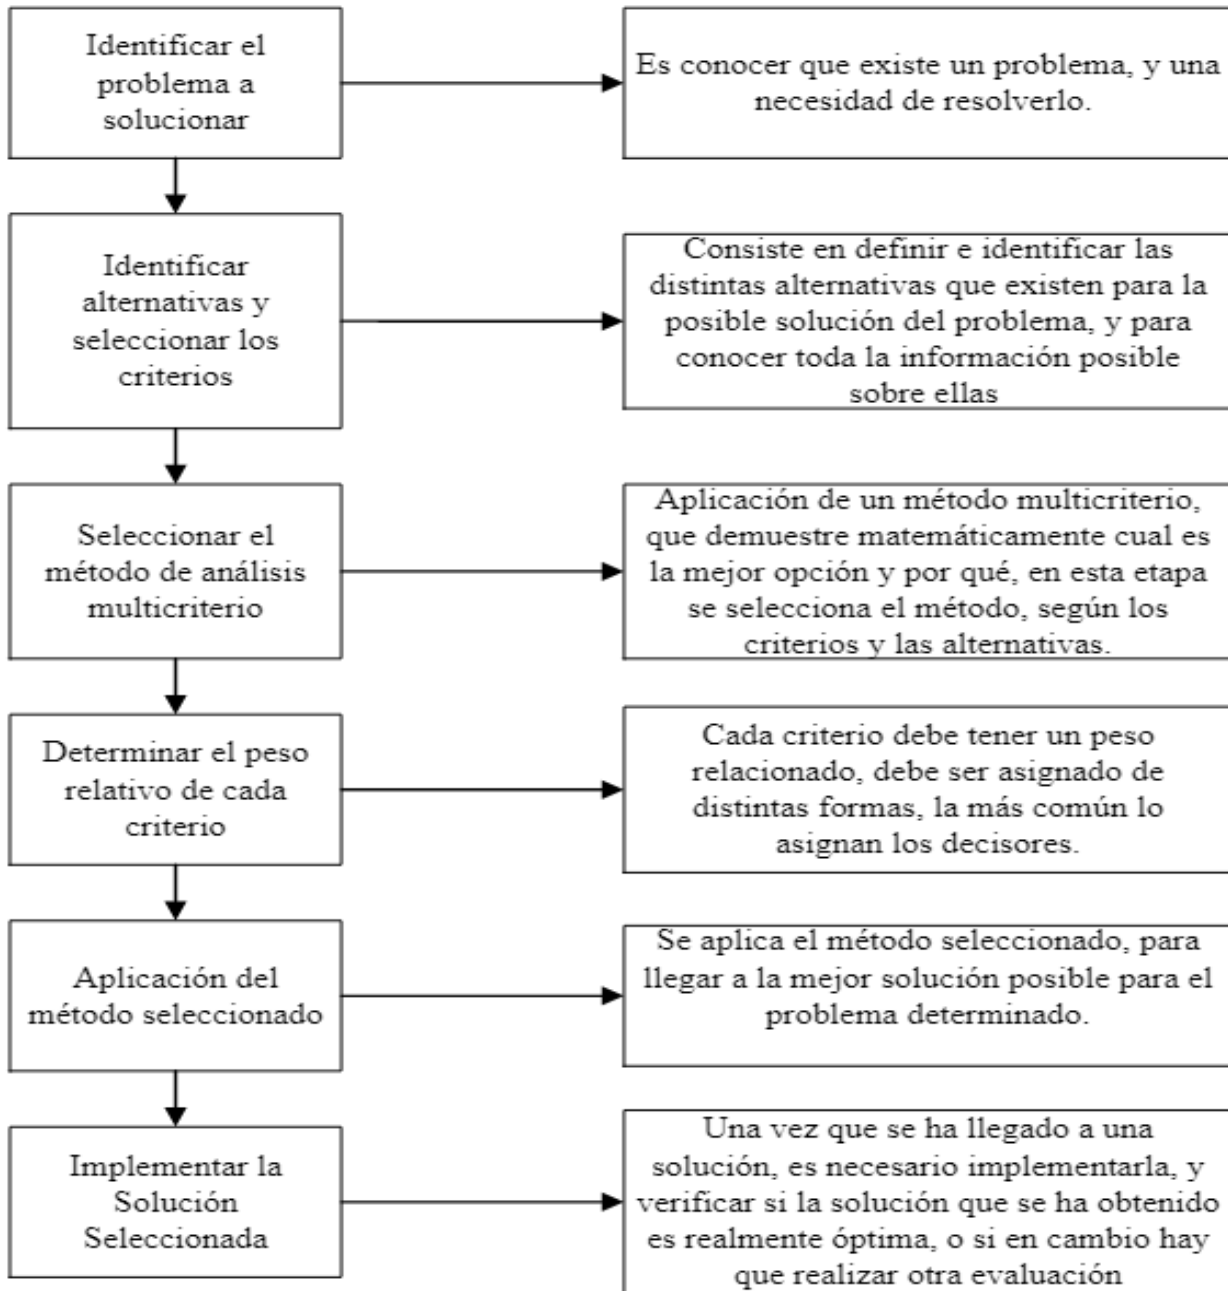 Identificar el
problema a
solucionar
Es conocer que existe un problema, y una
necesidad de resolverlo.
Identificar
alternativas y
seleccionar los
criterios
Consiste en definir e identificar las
distintas alternativas que existen para la
posible solución del problema, y para
conocer toda la información posible
sobre ellas
Seleccionar el
método de análisis
multicriterio
Aplicación de un método multicriterio,
que demuestre matemáticamente cual es
la mejor opción y por qué, en esta etapa
se selecciona el método, según los
criterios y las alternativas.
Determinar el peso
relativo de cada
criterio
Cada criterio debe tener un peso
relacionado, debe ser asignado de
distintas formas, la más común lo
asignan los decisores.
Aplicación del
método seleccionado
Se aplica el método seleccionado, para
llegar a la mejor solución posible para el
problema determinado.
Implementar la
Solución
Seleccionada
Una vez que se ha llegado a una
solución, es necesario implementarla, y
verificar si la solución que se ha obtenido
es realmente óptima, o si en cambio hay
que realizar otra evaluación